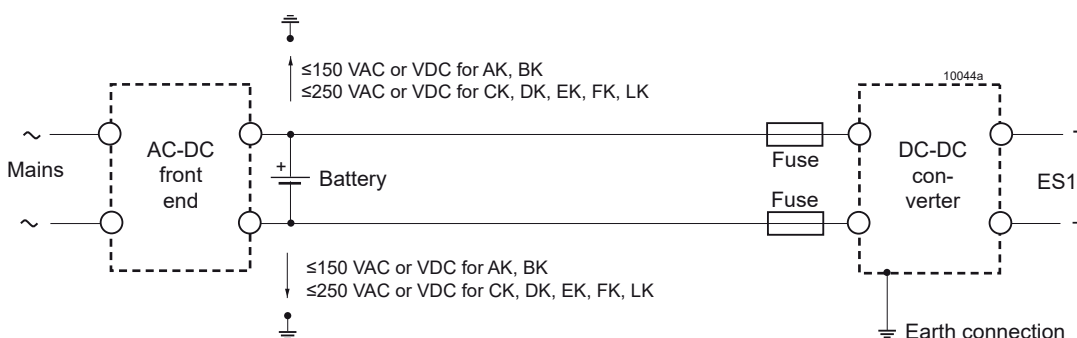 ≤150 VAC or VDC for AK, BK
≤250 VAC or VDC for CK, DK, EK, FK, LK
10044a
~
Mains
~
AC-DC
front
end
+
Battery
Fuse
Fuse
DC-DC
con-
verter
ES1
≤150 VAC or VDC for AK, BK
≤250 VAC or VDC for CK, DK, EK, FK, LK
Earth connection